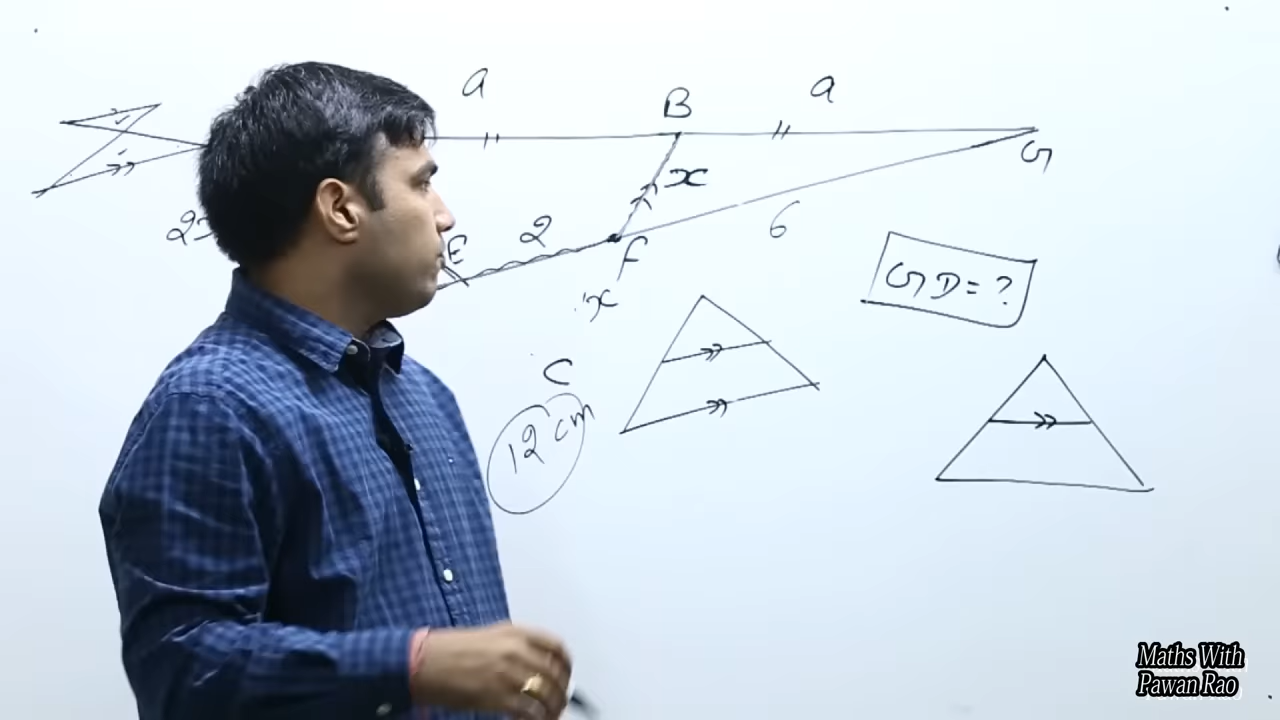 a
a
B
x
G
E
2
F
6
2x
x
GD = ?
C
12 cm
Maths With
Pawan Rao